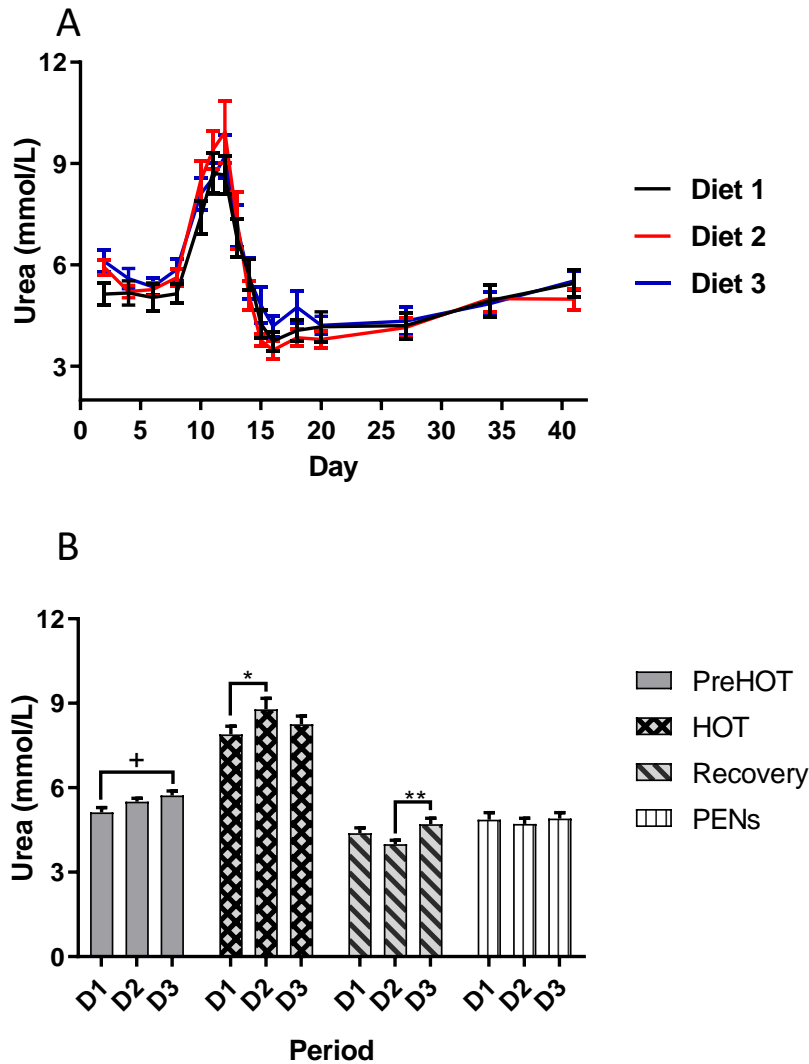 A
12
9
6
3
Urea (mmol/L)
0 5 10 15 20 25 30 35 40
Day
Diet 1
Diet 2
Diet 3
B
12
9
6
3
0
Urea (mmol/L)
+
*
**
D1 D2 D3 D1 D2 D3 D1 D2 D3 D1 D2 D3
Period
PreHOT
HOT
Recovery
PENs